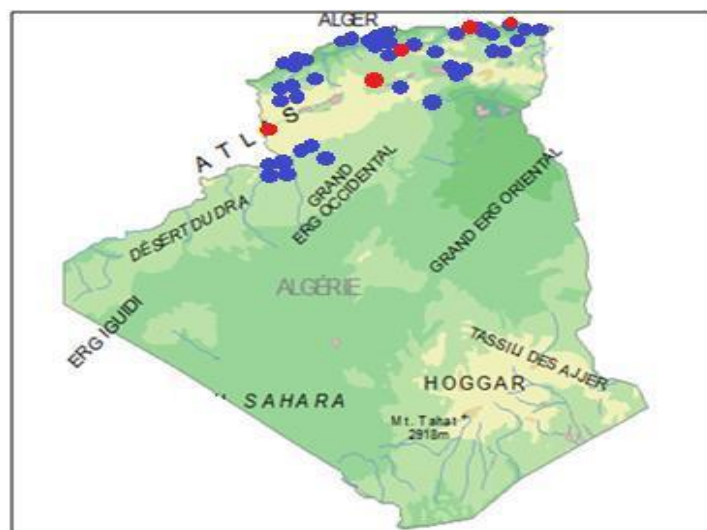 ALGER
ATLAS
GRAND
ERG OCCIDENTAL
DÉSERT DU DRA
GRAND ERG ORIENTAL
ALGÉRIE
ERG IGUIDI
TASSILI DES AJJER
HOGGAR
SAHARA
Mt. Tahat
2918m